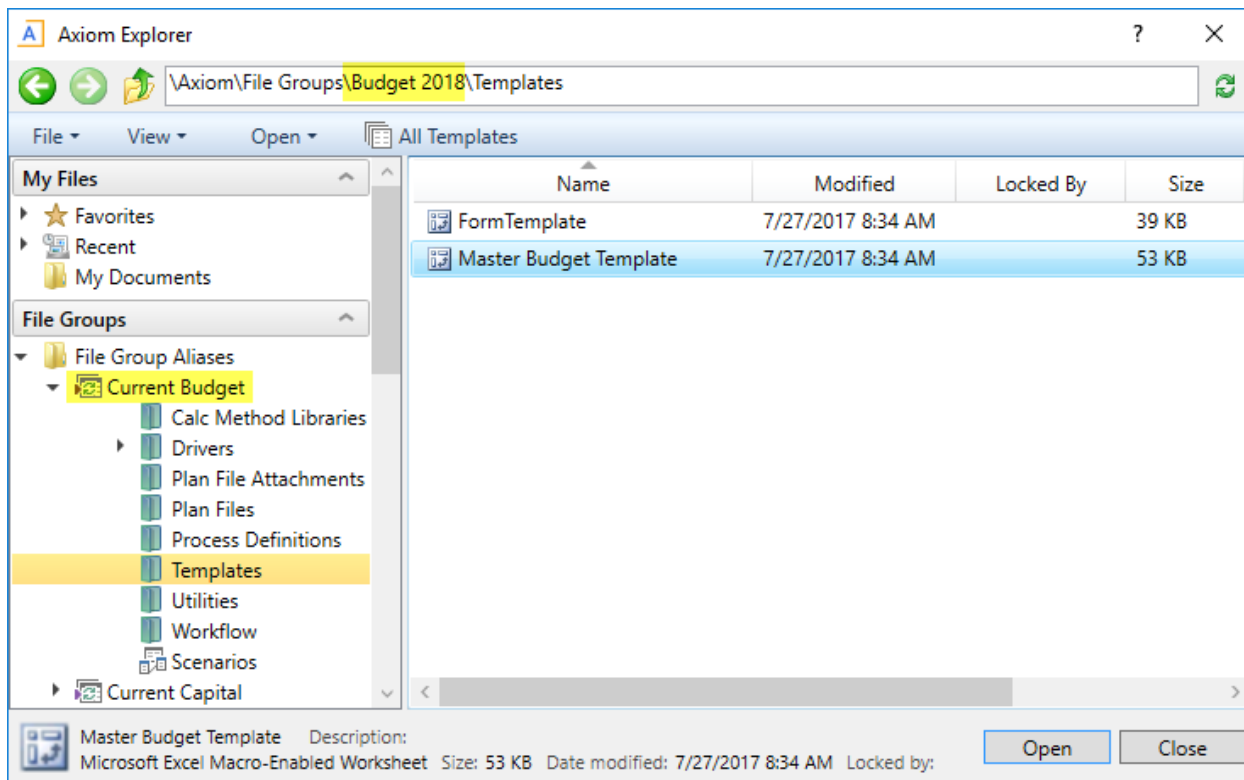 A Axiom Explorer ?
\Axiom\File Groups\Budget 2018\Templates
File View Open All Templates
My Files
Favorites
Recent
My Documents
File Groups
File Group Aliases
Current Budget
Calc Method Libraries
Drivers
Plan File Attachments
Plan Files
Process Definitions
Templates
Utilities
Workflow
Scenarios
Current Capital
Name Modified Locked By Size
FormTemplate 7/27/2017 8:34 AM 39 KB
Master Budget Template 7/27/2017 8:34 AM 53 KB
Master Budget Template Description:
Microsoft Excel Macro-Enabled Worksheet Size: 53 KB Date modified: 7/27/2017 8:34 AM Locked by:
Open Close